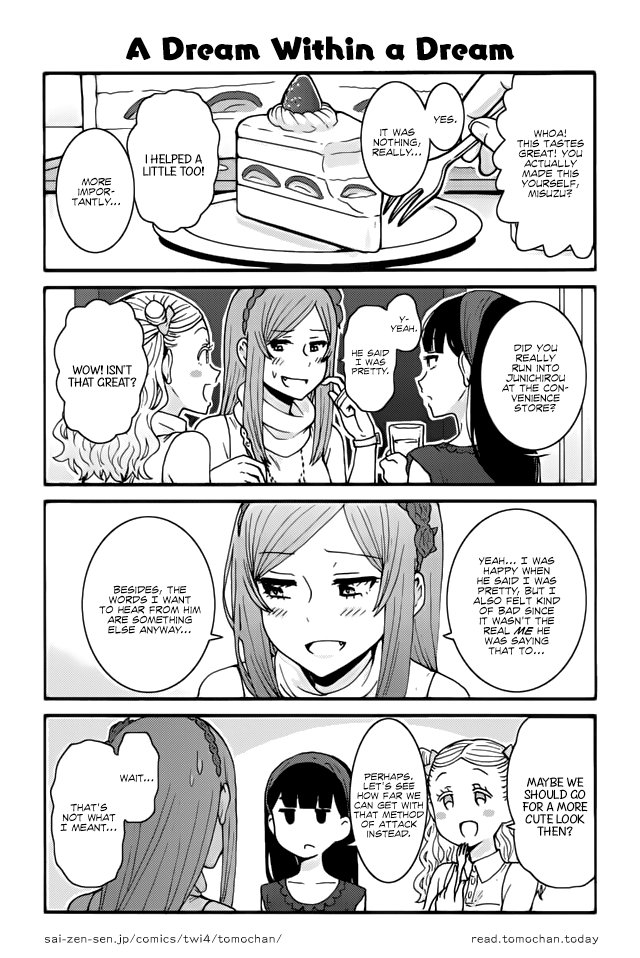 A Dream Within a Dream
WHOA!
THIS TASTES
GREAT! YOU
ACTUALLY
MADE THIS
YOURSELF,
MISUZU?
YES.
IT WAS
NOTHING,
REALLY...
I HELPED A
LITTLE TOO!
MORE
IMPOR-
TANTLY...
DID YOU
REALLY
RUN INTO
JUNICHIROU
AT THE CON-
VENIENCE
STORE?
Y-
YEAH.
HE SAID
I WAS
PRETTY.
WOW! ISN'T
THAT GREAT?
YEAH... I WAS
HAPPY WHEN
HE SAID I WAS
PRETTY, BUT I
ALSO FELT KIND
OF BAD SINCE
IT WASN'T THE
REAL ME HE
WAS SAYING
THAT TO...
BESIDES, THE
WORDS I WANT
TO HEAR FROM HIM
ARE SOMETHING
ELSE ANYWAY...
MAYBE WE
SHOULD GO
FOR A MORE
CUTE LOOK
THEN?
PERHAPS.
LET'S SEE
HOW FAR WE
CAN GET WITH
THAT METHOD
OF ATTACK
INSTEAD.
WAIT...
THAT'S
NOT WHAT
I MEANT...
sai-zen-sen.jp/comics/twi4/tomochan/
read.tomochan.today